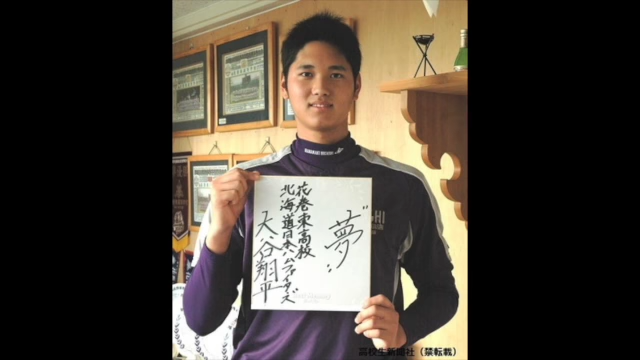 夢
花巻東高校
北海道日本ハムファイターズ
大谷翔平
高校生新聞社（禁転載）